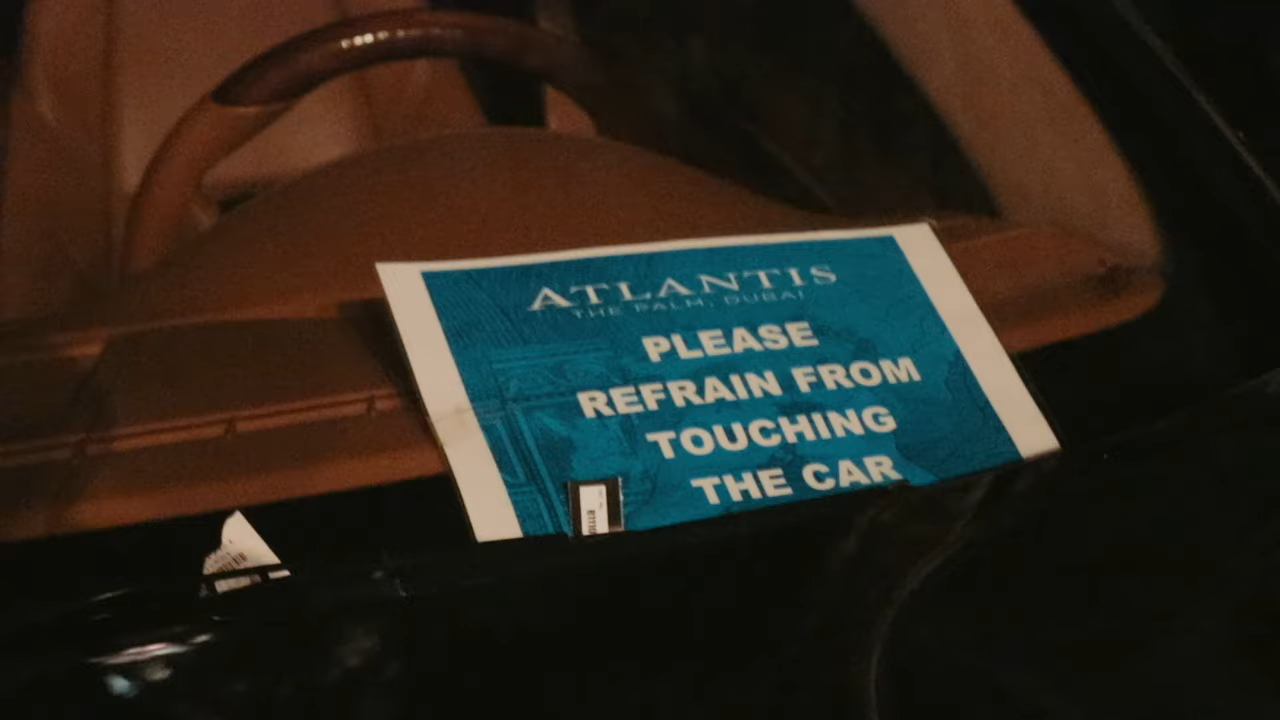 ATLANTIS
THE PALM, DUBAI
PLEASE
REFRAIN FROM
TOUCHING
THE CAR